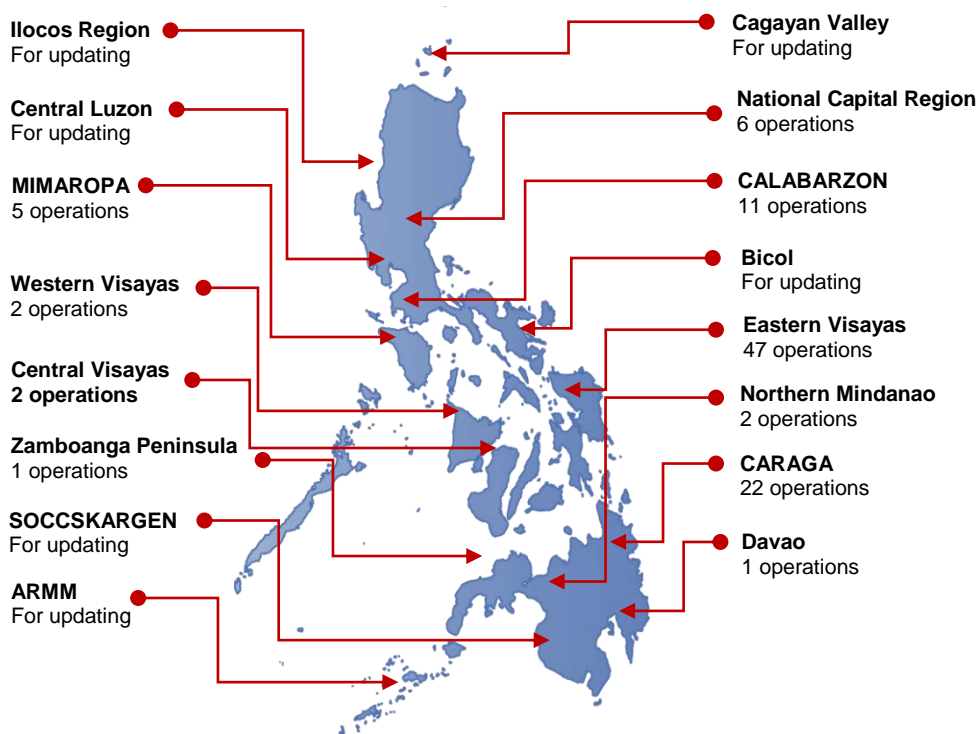 Ilocos Region
For updating
Central Luzon
For updating
MIMAROPA
5 operations
Western Visayas
2 operations
Central Visayas
2 operations
Zamboanga Peninsula
1 operations
SOCCSKARGEN
For updating
ARMM
For updating
Cagayan Valley
For updating
National Capital Region
6 operations
CALABARZON
11 operations
Bicol
For updating
Eastern Visayas
47 operations
Northern Mindanao
2 operations
CARAGA
22 operations
Davao
1 operations